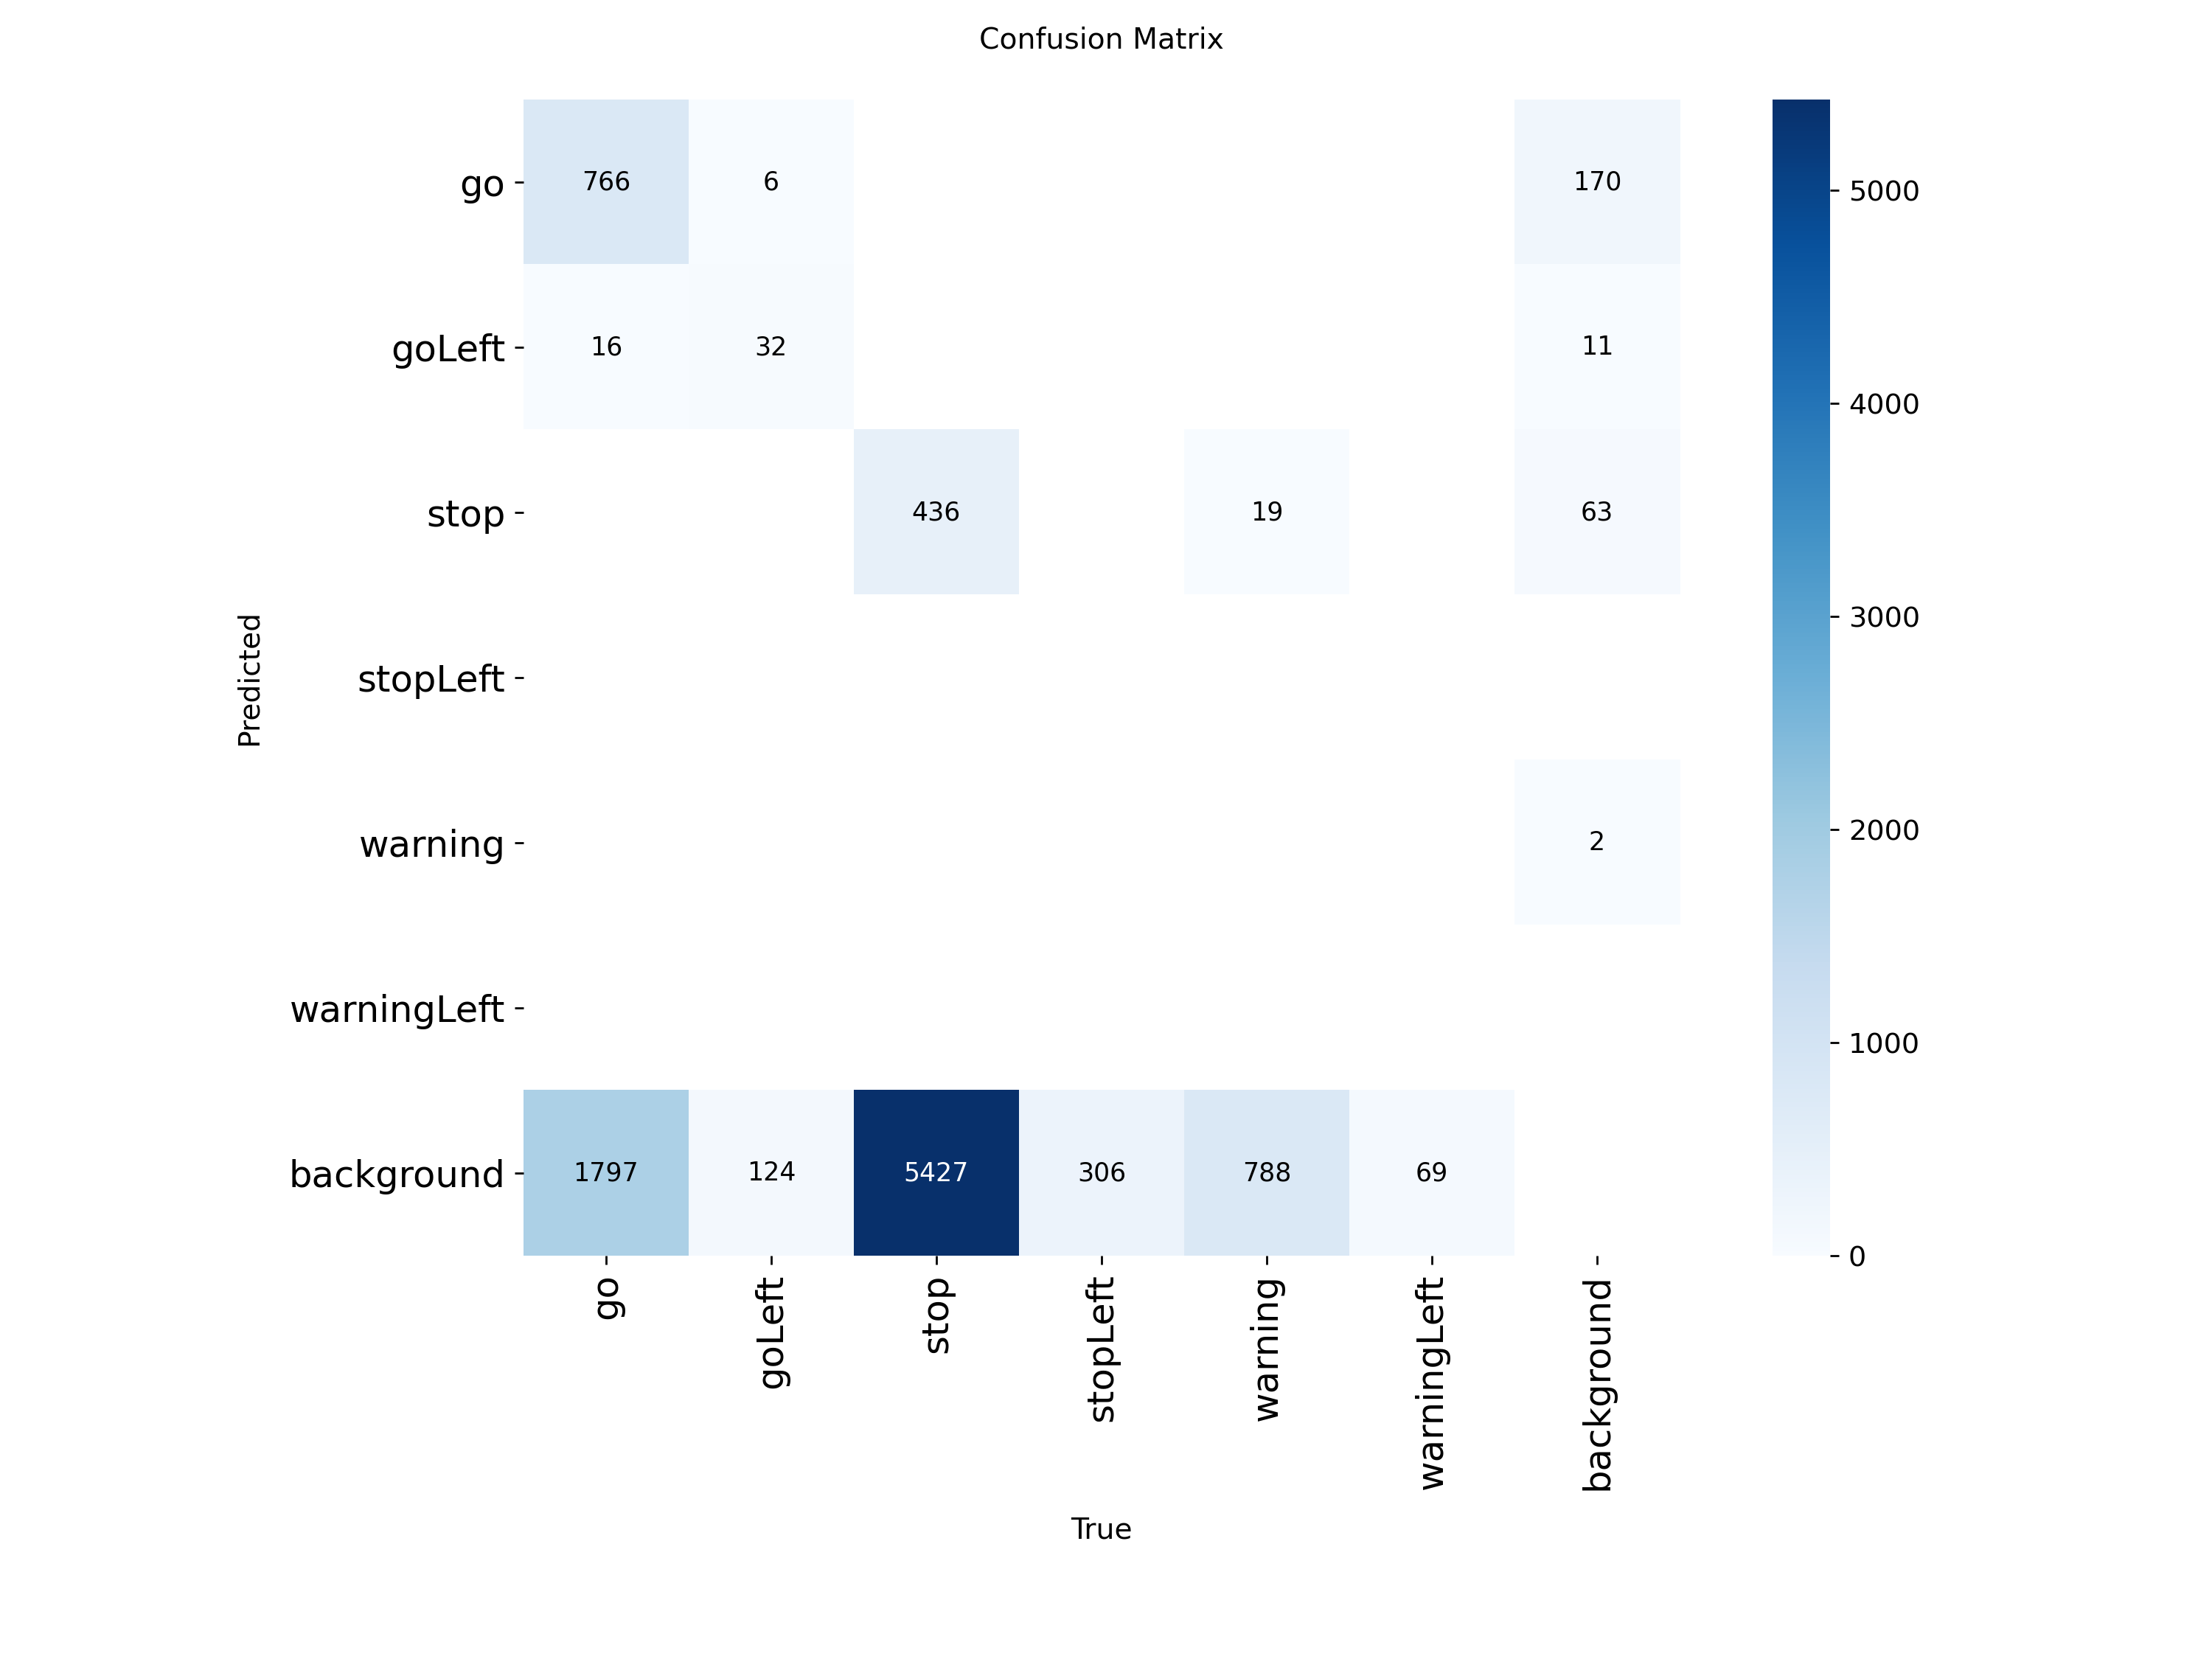 Confusion Matrix
go 766 6 170
goLeft 16 32 11
stop 436 19 63
stopLeft
warning 2
warningLeft
background 1797 124 5427 306 788 69
go goLeft stop stopLeft warning warningLeft background
True
Predicted
5000
4000
3000
2000
1000
0